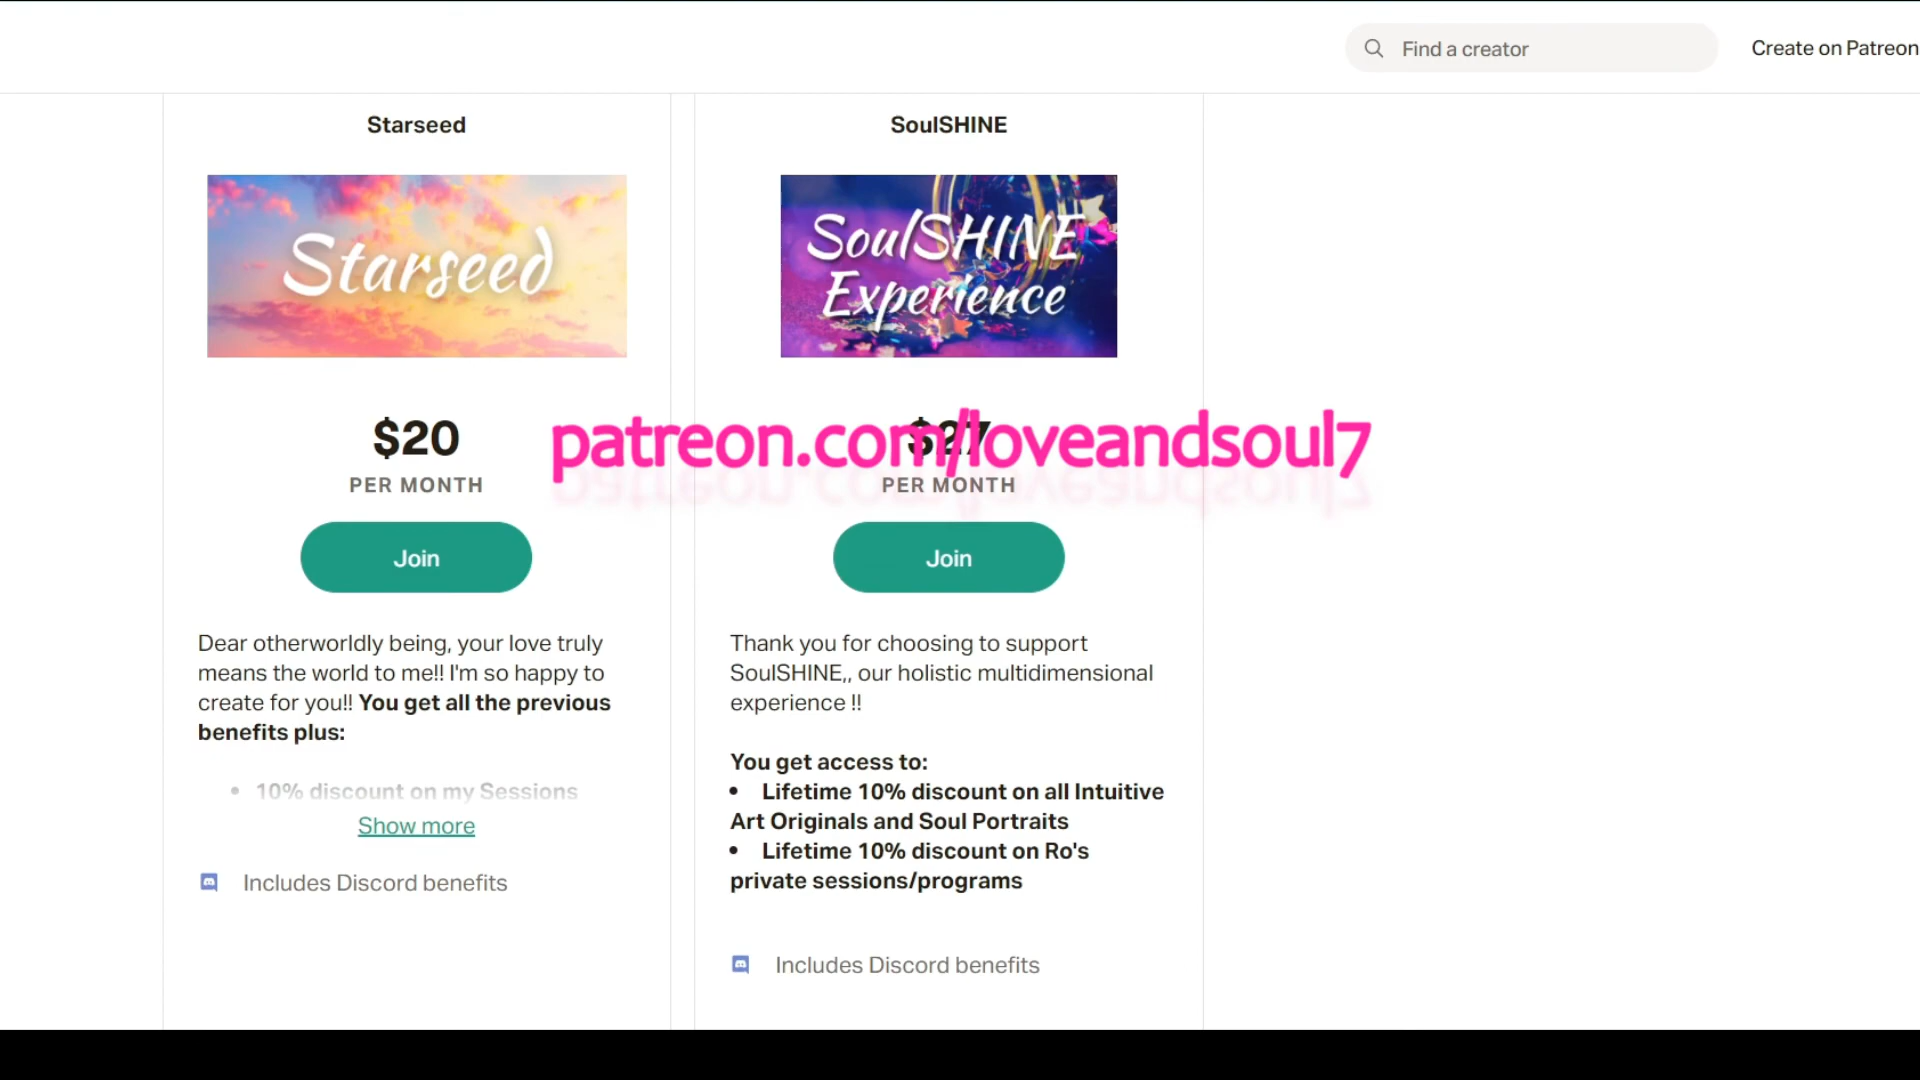 Find a creator
Create on Patreon
Starseed
Starseed
$20
PER MONTH
Join
Dear otherworldly being, your love truly
means the world to me!! I'm so happy to
create for you!! You get all the previous
benefits plus:
• 10% discount on my Sessions
Show more
Includes Discord benefits
SoulSHINE
SoulSHINE
Experience
$27
patreon.com/loveandsoul7
PER MONTH
Join
Thank you for choosing to support
SoulSHINE,, our holistic multidimensional
experience !!
You get access to:
• Lifetime 10% discount on all Intuitive
Art Originals and Soul Portraits
• Lifetime 10% discount on Ro's
private sessions/programs
Includes Discord benefits